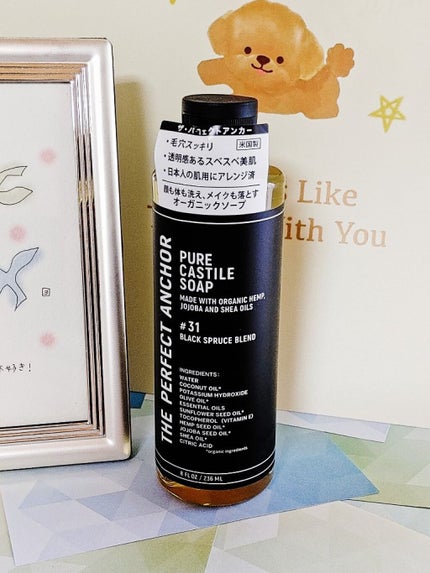 ザ・パーフェクトアンカー
・毛穴スッキリ
米国製
・透明感あるスベスベ美肌
・日本人の肌用にアレンジ済
顔も体も洗え、メイクも落とす
オーガニックソープ
THE PERFECT ANCHOR
PURE
CASTILE
SOAP
MADE WITH ORGANIC HEMP,
JOJOBA AND SHEA OILS
#31
BLACK SPRUCE BLEND
INGREDIENTS:
WATER
COCONUT OIL*
POTASSIUM HYDROXIDE
OLIVE OIL*
ESSENTIAL OILS
SUNFLOWER SEED OIL*
TOCOPHEROL (VITAMIN E)
HEMP SEED OIL*
JOJOBA SEED OIL*
SHEA OIL*
CITRIC ACID
*organic ingredients
8 FL OZ / 236 ML
Like
With You
好き!